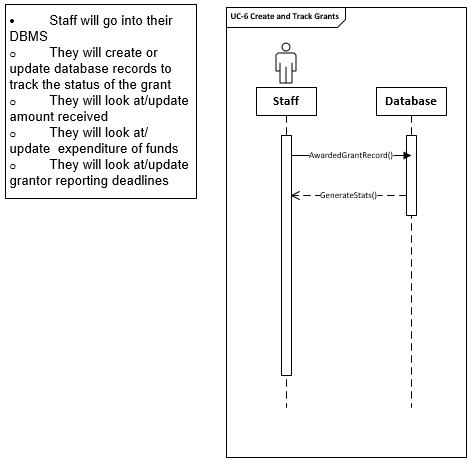 • Staff will go into their
DBMS
o They will create or
update database records to
track the status of the grant
o They will look at/update
amount received
o They will look at/
update expenditure of funds
o They will look at/update
grantor reporting deadlines
UC-6 Create and Track Grants
Staff
Database
AwardedGrantRecord()
GenerateStats()